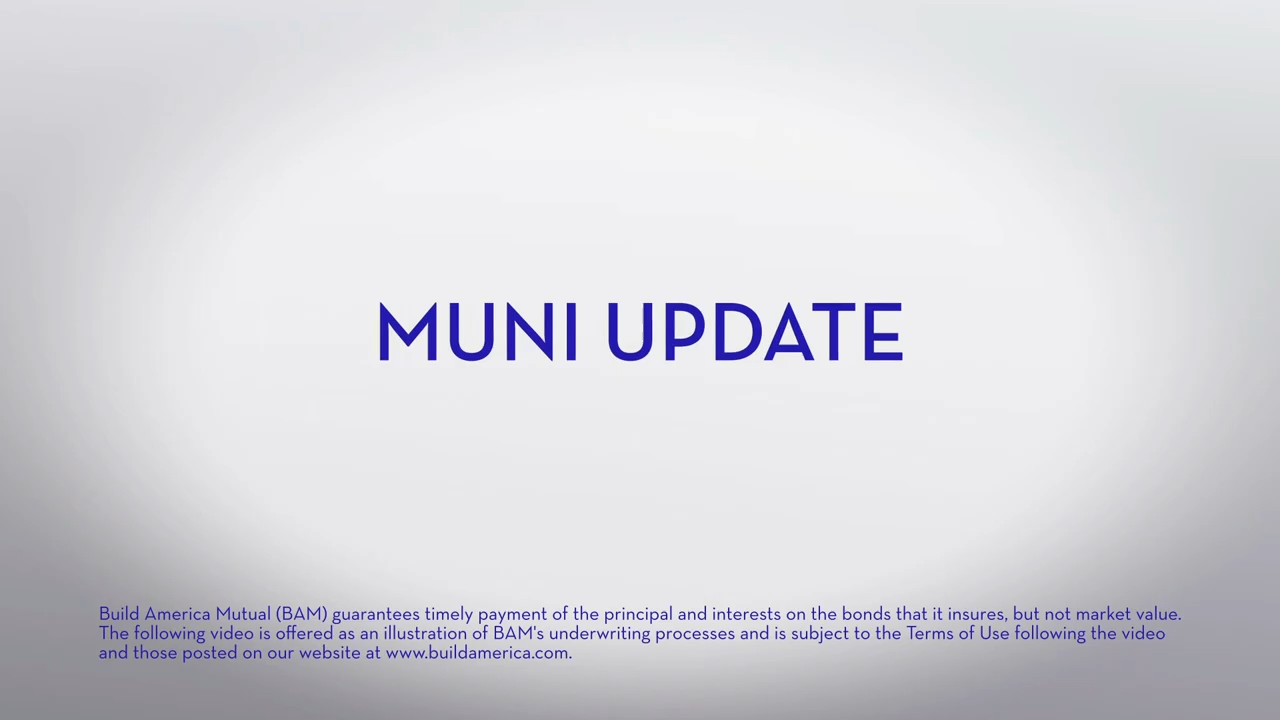 MUNI UPDATE
Build America Mutual (BAM) guarantees timely payment of the principal and interests on the bonds that it insures, but not market value.
The following video is offered as an illustration of BAM's underwriting processes and is subject to the Terms of Use following the video
and those posted on our website at www.buildamerica.com.